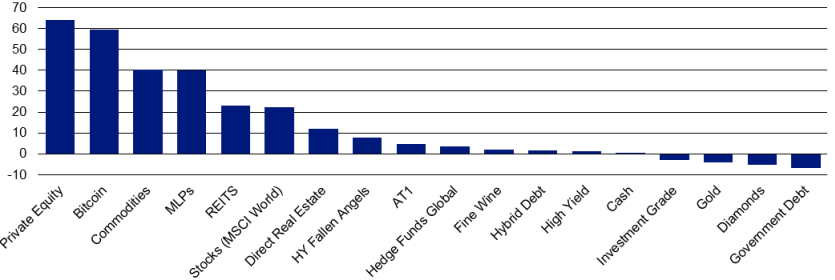 70
60
50
40
30
20
10
0
-10
Private Equity
Bitcoin
Commodities
MLPs
REITS
Stocks (MSCI World)
Direct Real Estate
HY Fallen Angels
AT1
Hedge Funds Global
Fine Wine
Hybrid Debt
High Yield
Cash
Investment Grade
Gold
Diamonds
Government Debt